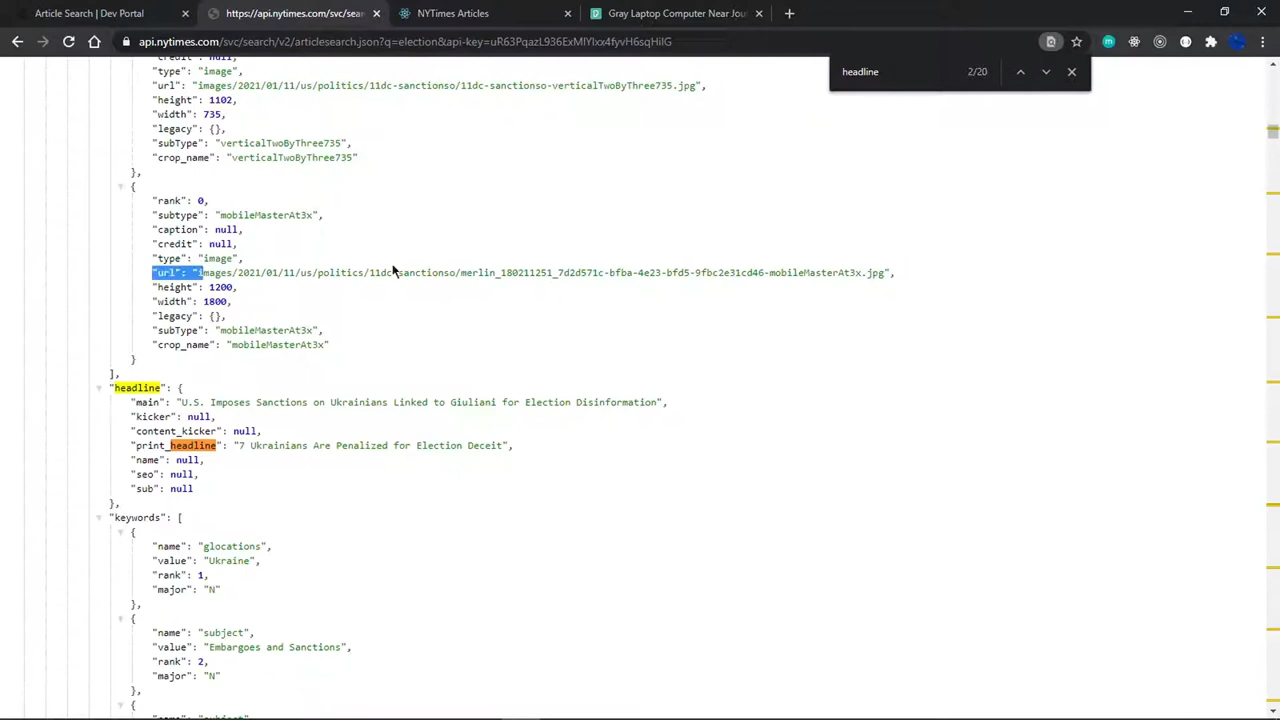 Article Search | Dev Portal
https://api.nytimes.com/svc/sear
NYTimes Articles
Gray Laptop Computer Near Jour
api.nytimes.com/svc/search/v2/articlesearch.json?q=election&api-key=uR63PqazL936ExMlYlxx4fyvH6sqHilG
headline
2/20
"credit": null,
"type": "image",
"url": "images/2021/01/11/us/politics/11dc-sanctionso/11dc-sanctionso-verticalTwoByThree735.jpg",
"height": 1102,
"width": 735,
"legacy": {},
"subType": "verticalTwoByThree735",
"crop_name": "verticalTwoByThree735"
},
{
"rank": 0,
"subtype": "mobileMasterAt3x",
"caption": null,
"credit": null,
"type": "image",
"url": "images/2021/01/11/us/politics/11dc-sanctionso/merlin_180211251_7d2d571c-bfba-4e23-bfd5-9fbc2e31cd46-mobileMasterAt3x.jpg",
"height": 1200,
"width": 1800,
"legacy": {},
"subType": "mobileMasterAt3x",
"crop_name": "mobileMasterAt3x"
}
],
"headline": {
"main": "U.S. Imposes Sanctions on Ukrainians Linked to Giuliani for Election Disinformation",
"kicker": null,
"content_kicker": null,
"print_headline": "7 Ukrainians Are Penalized for Election Deceit",
"name": null,
"seo": null,
"sub": null
},
"keywords": [
{
"name": "glocations",
"value": "Ukraine",
"rank": 1,
"major": "N"
},
{
"name": "subject",
"value": "Embargoes and Sanctions",
"rank": 2,
"major": "N"
},
{
"name": "subject",